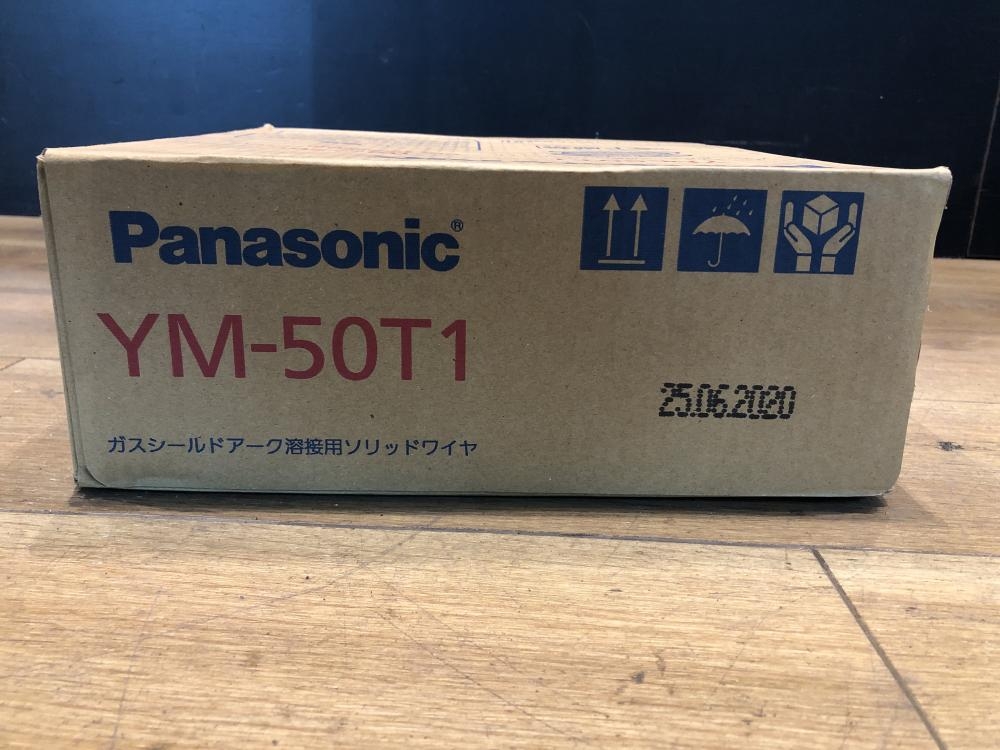 Panasonic®
YM-50T1
25.06.2020
ガスシールドアーク溶接用ソリッドワイヤ